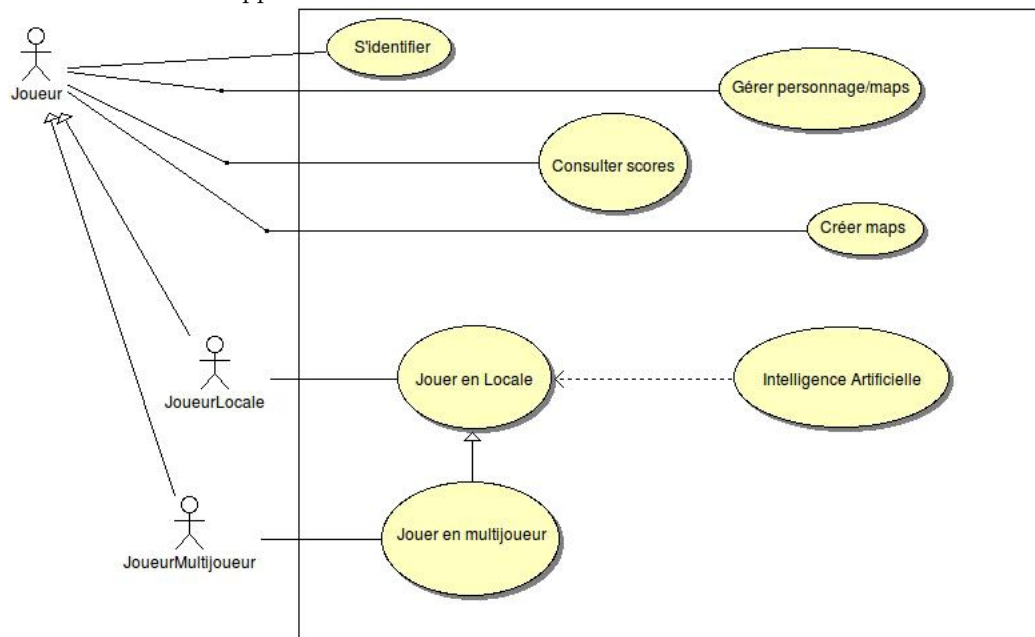 S'identifier
Joueur
Gérer personnage/maps
Consulter scores
Créer maps
JoueurLocale
Jouer en Locale
Intelligence Artificielle
JoueurMultijoueur
Jouer en multijoueur